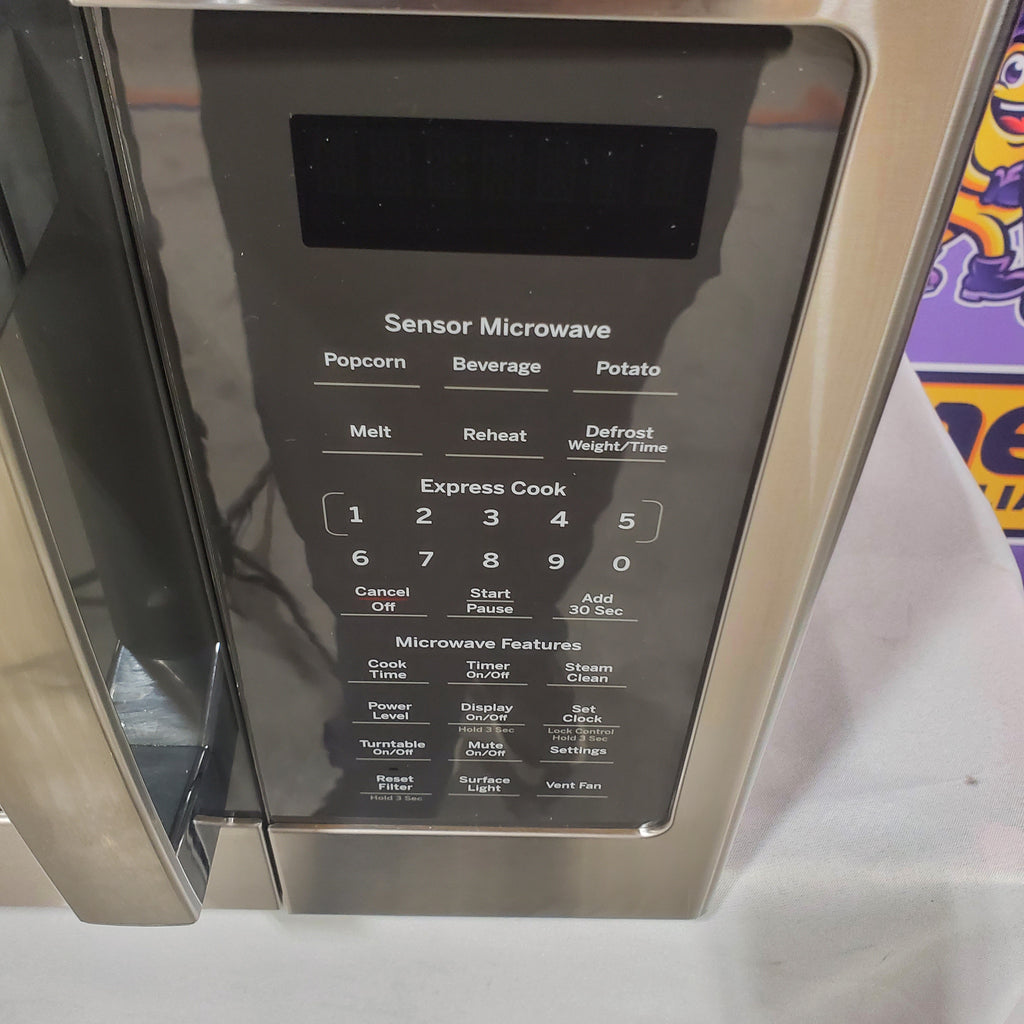 Sensor Microwave
Popcorn Beverage Potato
Melt Reheat Defrost
Weight/Time
Express Cook
1 2 3 4 5
6 7 8 9 0
Cancel Start Add
Off Pause 30 Sec
Microwave Features
Cook Timer Steam
Time On/Off Clean
Power Display Set
Level On/Off Clock
Hold 3 Sec Lock Control
Hold 3 Sec
Turntable Mute Settings
On/Off On/Off
Reset Surface Vent Fan
Filter Light
Hold 3 Sec